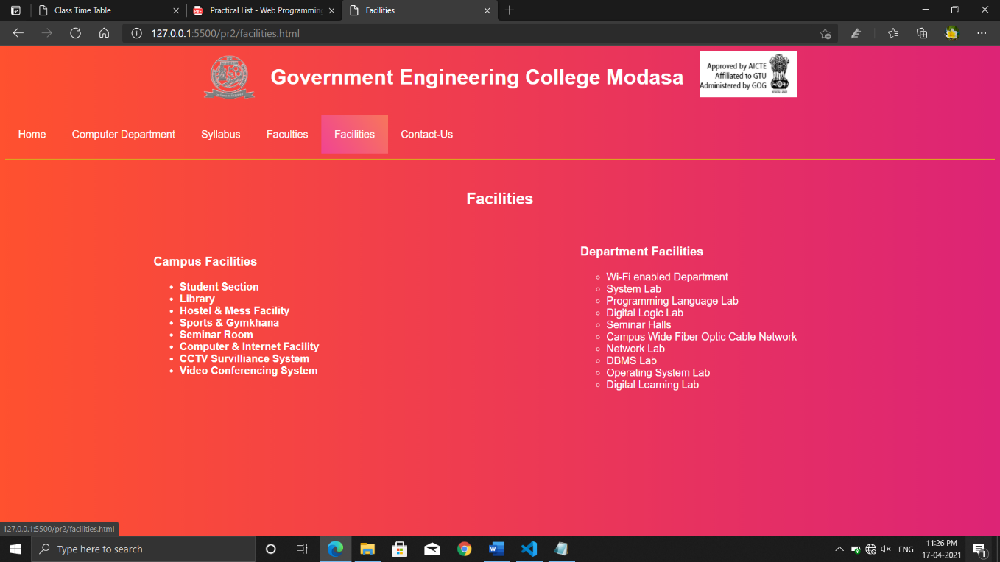 Class Time Table
Practical List - Web Programming
Facilities
127.0.0.1:5500/pr2/facilities.html
Government Engineering College Modasa
Approved by AICTE
Affiliated to GTU
Administered by GOG
Home Computer Department Syllabus Faculties Facilities Contact-Us
Facilities
Campus Facilities
Student Section
Library
Hostel & Mess Facility
Sports & Gymkhana
Seminar Room
Computer & Internet Facility
CCTV Survilliance System
Video Conferencing System
Department Facilities
Wi-Fi enabled Department
System Lab
Programming Language Lab
Digital Logic Lab
Seminar Halls
Campus Wide Fiber Optic Cable Network
Network Lab
DBMS Lab
Operating System Lab
Digital Learning Lab
127.0.0.1:5500/pr2/facilities.html
Type here to search
ENG
11:26 PM
17-04-2021
1